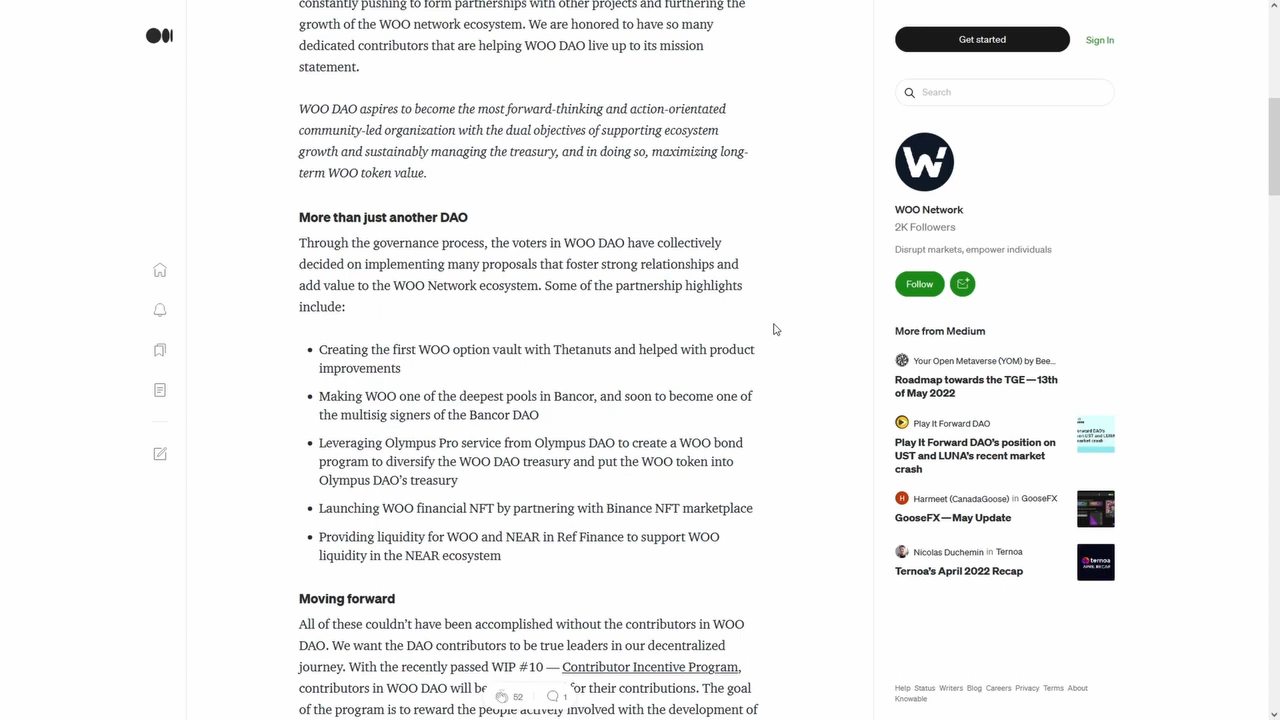 constantly pushing to form partnerships with other projects and furthering the
growth of the WOO network ecosystem. We are honored to have so many
dedicated contributors that are helping WOO DAO live up to its mission
statement.
WOO DAO aspires to become the most forward-thinking and action-orientated
community-led organization with the dual objectives of supporting ecosystem
growth and sustainably managing the treasury, and in doing so, maximizing long-
term WOO token value.
More than just another DAO
Through the governance process, the voters in WOO DAO have collectively
decided on implementing many proposals that foster strong relationships and
add value to the WOO Network ecosystem. Some of the partnership highlights
include:
Creating the first WOO option vault with Thetanuts and helped with product
improvements
Making WOO one of the deepest pools in Bancor, and soon to become one of
the multisig signers of the Bancor DAO
Leveraging Olympus Pro service from Olympus DAO to create a WOO bond
program to diversify the WOO DAO treasury and put the WOO token into
Olympus DAO's treasury
Launching WOO financial NFT by partnering with Binance NFT marketplace
Providing liquidity for WOO and NEAR in Ref Finance to support WOO
liquidity in the NEAR ecosystem
Moving forward
All of these couldn't have been accomplished without the contributors in WOO
DAO. We want the DAO contributors to be true leaders in our decentralized
journey. With the recently passed WIP #10 — Contributor Incentive Program,
contributors in WOO DAO will be for their contributions. The goal
of the program is to reward the people actively involved with the development of
52
1
Get started
Sign In
Search
W
WOO Network
2K Followers
Disrupt markets, empower individuals
Follow
More from Medium
Your Open Metaverse (YOM) by Bee...
Roadmap towards the TGE — 13th
of May 2022
Play It Forward DAO
Play It Forward DAO's position on
UST and LUNA's recent market
crash
H
Harmeet (CanadaGoose) in GooseFX
GooseFX — May Update
Nicolas Duchemin in Ternoa
Ternoa's April 2022 Recap
ternoa
APRIL RECAP
Help Status Writers Blog Careers Privacy Terms About
Knowable